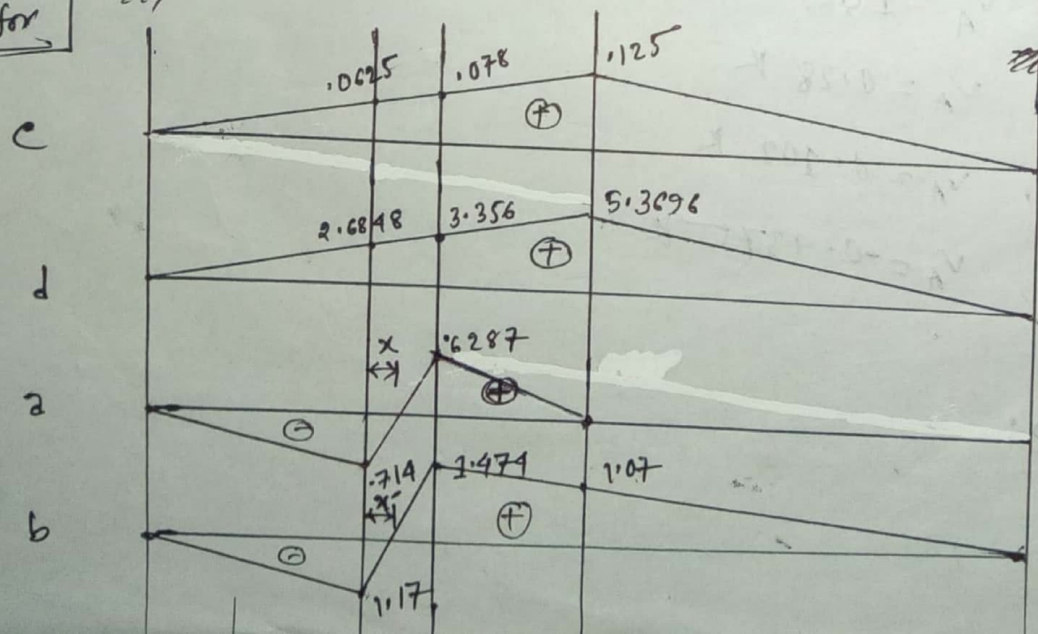 for
.0625 .078 .125
c +
2.6848 3.356 5.3696
d +
x .6287
a - +
.714 1.474 1.07
x
b - +
1.17